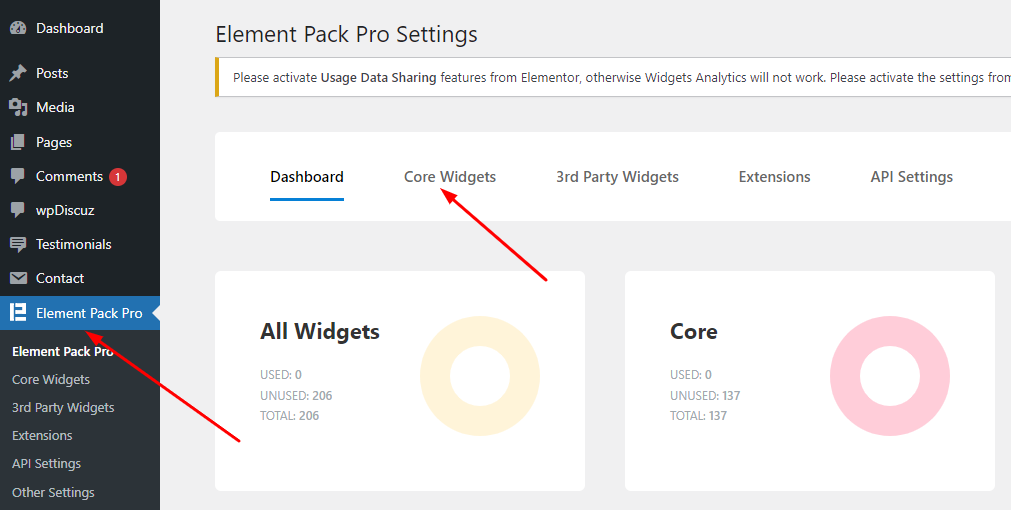 Dashboard
Posts
Media
Pages
Comments 1
wpDiscuz
Testimonials
Contact
Element Pack Pro
Element Pack Pro
Core Widgets
3rd Party Widgets
Extensions
API Settings
Other Settings
Element Pack Pro Settings
Please activate Usage Data Sharing features from Elementor, otherwise Widgets Analytics will not work. Please activate the settings from
Dashboard Core Widgets 3rd Party Widgets Extensions API Settings
All Widgets
USED: 0
UNUSED: 206
TOTAL: 206
Core
USED: 0
UNUSED: 137
TOTAL: 137